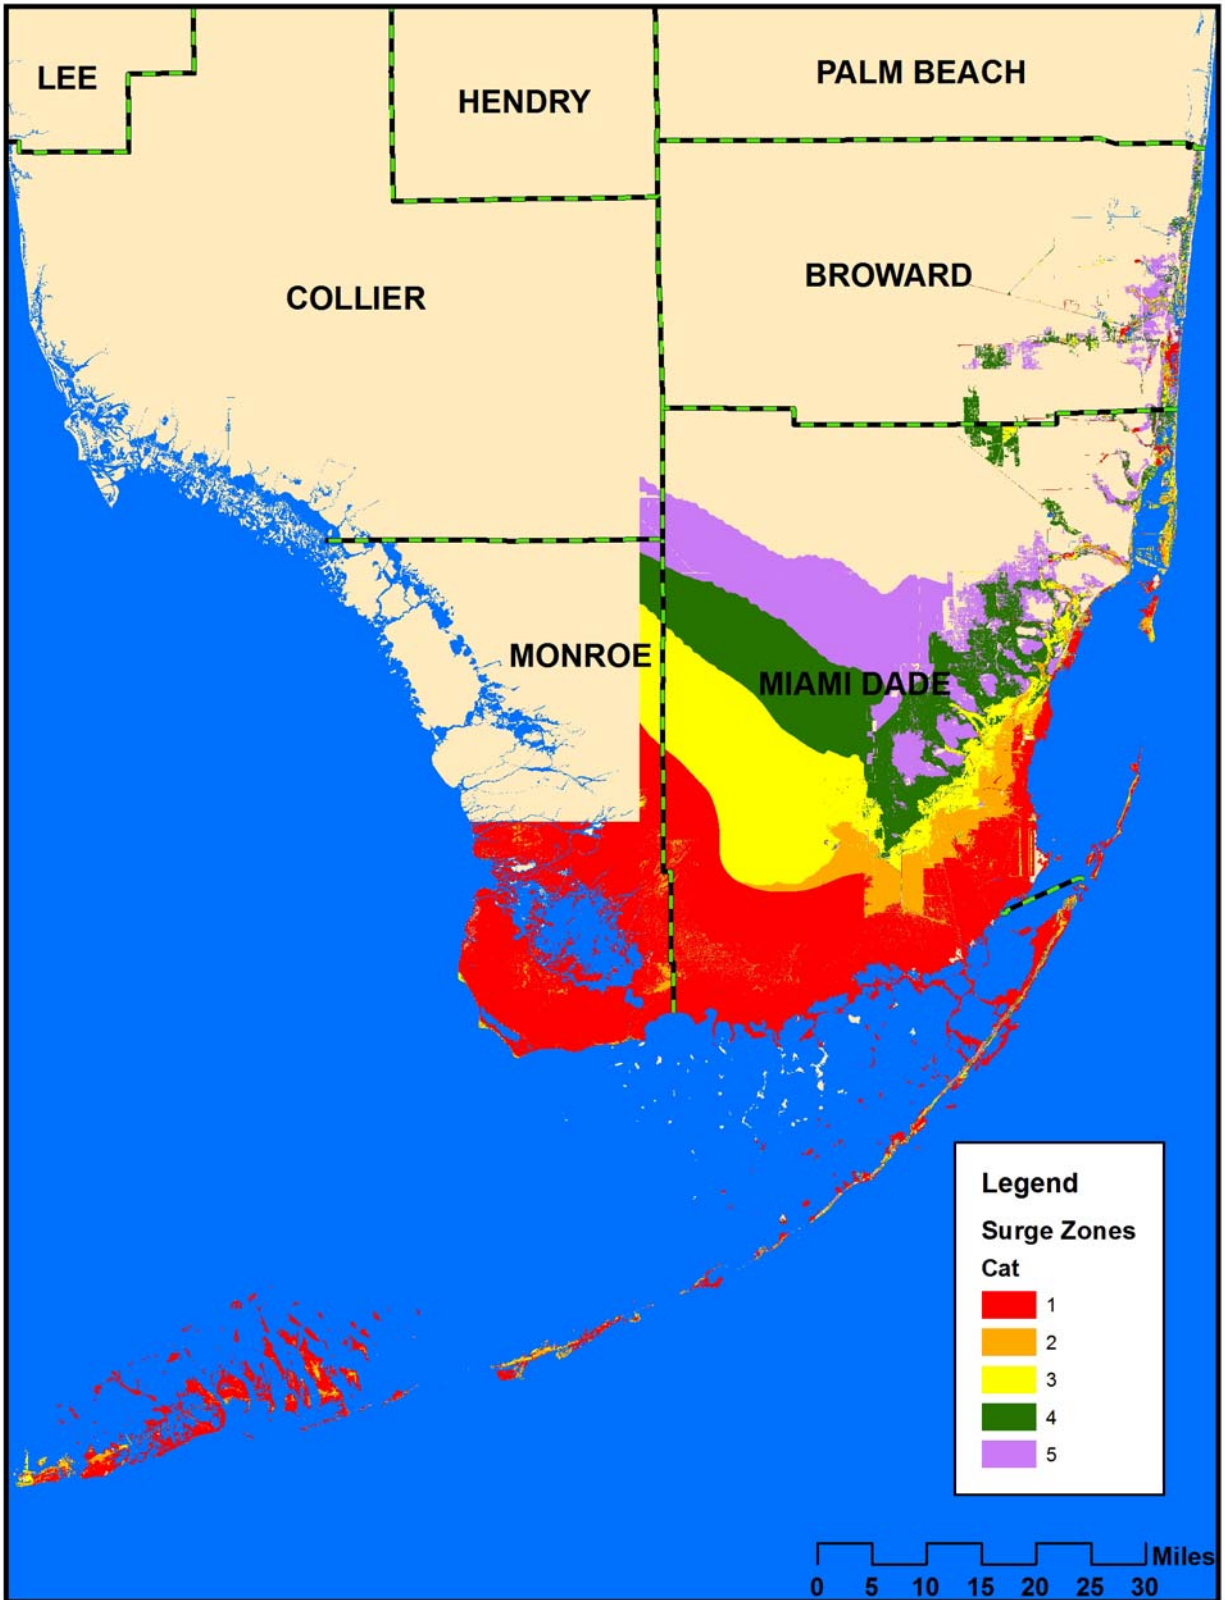 LEE
HENDRY
PALM BEACH
COLLIER
BROWARD
MONROE
MIAMI DADE
Legend
Surge Zones
Cat
1
2
3
4
5
Miles
0 5 10 15 20 25 30